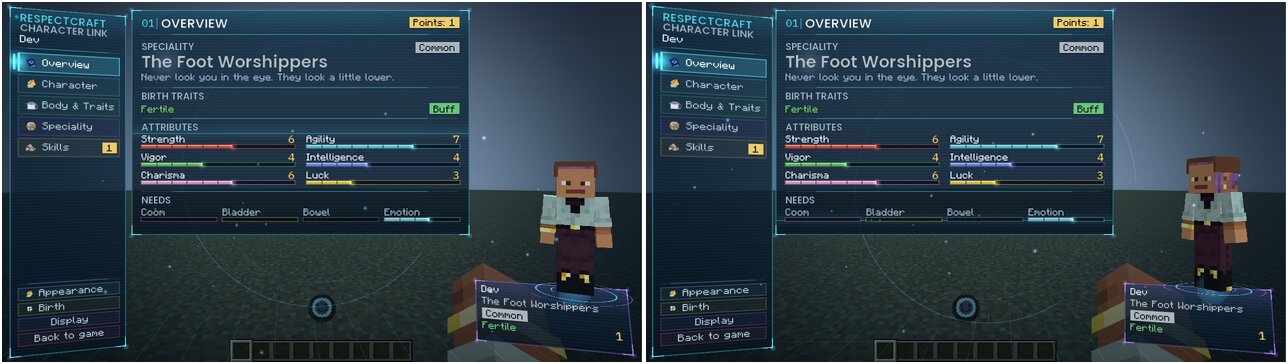 RESPECTCRAFT
CHARACTER LINK
Dev
Overview
Character
Body & Traits
Speciality
Skills 1
Appearance
Birth
Display
Back to game
01| OVERVIEW Points: 1
SPECIALITY Common
The Foot Worshippers
Never look you in the eye. They look a little lower.
BIRTH TRAITS
Fertile Buff
ATTRIBUTES
Strength 6 Agility 7
Vigor 4 Intelligence 4
Charisma 6 Luck 3
NEEDS
Coom Bladder Bowel Emotion
Dev
The Foot Worshippers
Common
Fertile
1
RESPECTCRAFT
CHARACTER LINK
Dev
Overview
Character
Body & Traits
Speciality
Skills 1
Appearance
Birth
Display
Back to game
01| OVERVIEW Points: 1
SPECIALITY Common
The Foot Worshippers
Never look you in the eye. They look a little lower.
BIRTH TRAITS
Fertile Buff
ATTRIBUTES
Strength 6 Agility 7
Vigor 4 Intelligence 4
Charisma 6 Luck 3
NEEDS
Coom Bladder Bowel Emotion
Dev
The Foot Worshippers
Common
Fertile
1